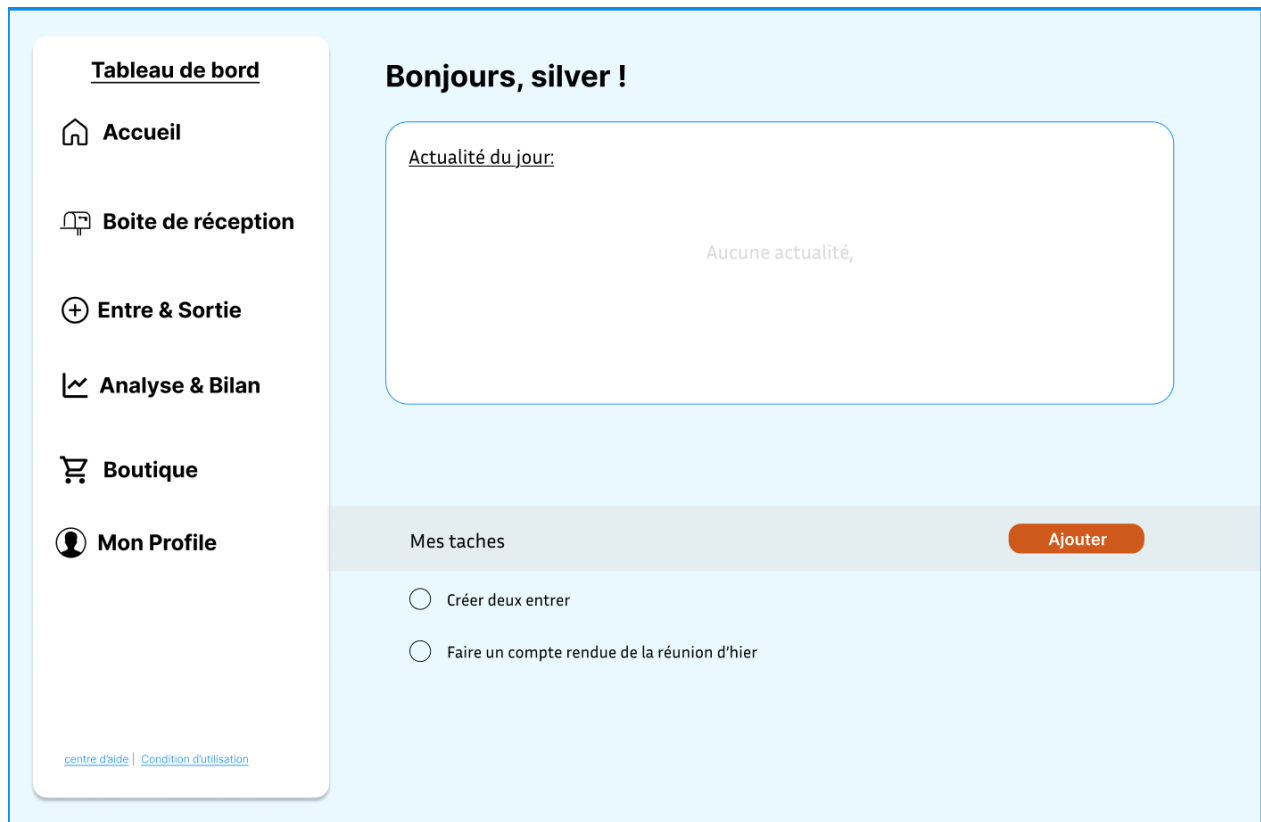 Tableau de bord
Accueil
Boite de réception
Entre & Sortie
Analyse & Bilan
Boutique
Mon Profile
centre d'aide | Condition d'utilisation
Bonjours, silver !
Actualité du jour:
Aucune actualité,
Mes taches
Ajouter
Créer deux entrer
Faire un compte rendue de la réunion d'hier